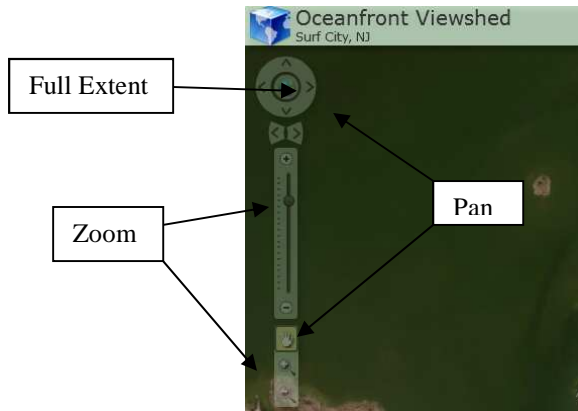 Oceanfront Viewshed
Surf City, NJ
Full Extent
Zoom
Pan